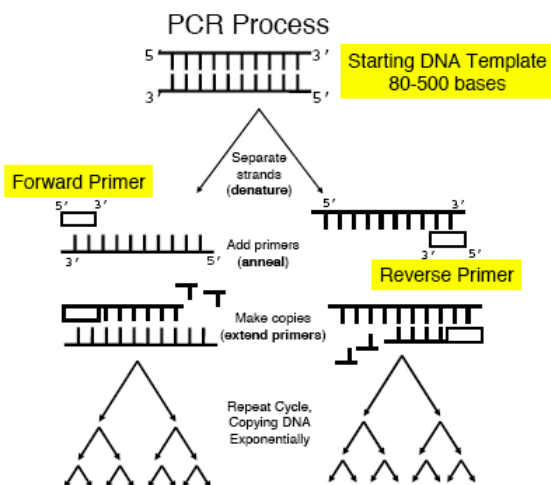 PCR Process
5' 3'
3' 5'
Starting DNA Template
80-500 bases
Separate
strands
(denature)
Forward Primer
5' 3'
3' 5'
Add primers
(anneal)
5' 3'
3' 5'
Reverse Primer
Make copies
(extend primers)
Repeat Cycle,
Copying DNA
Exponentially